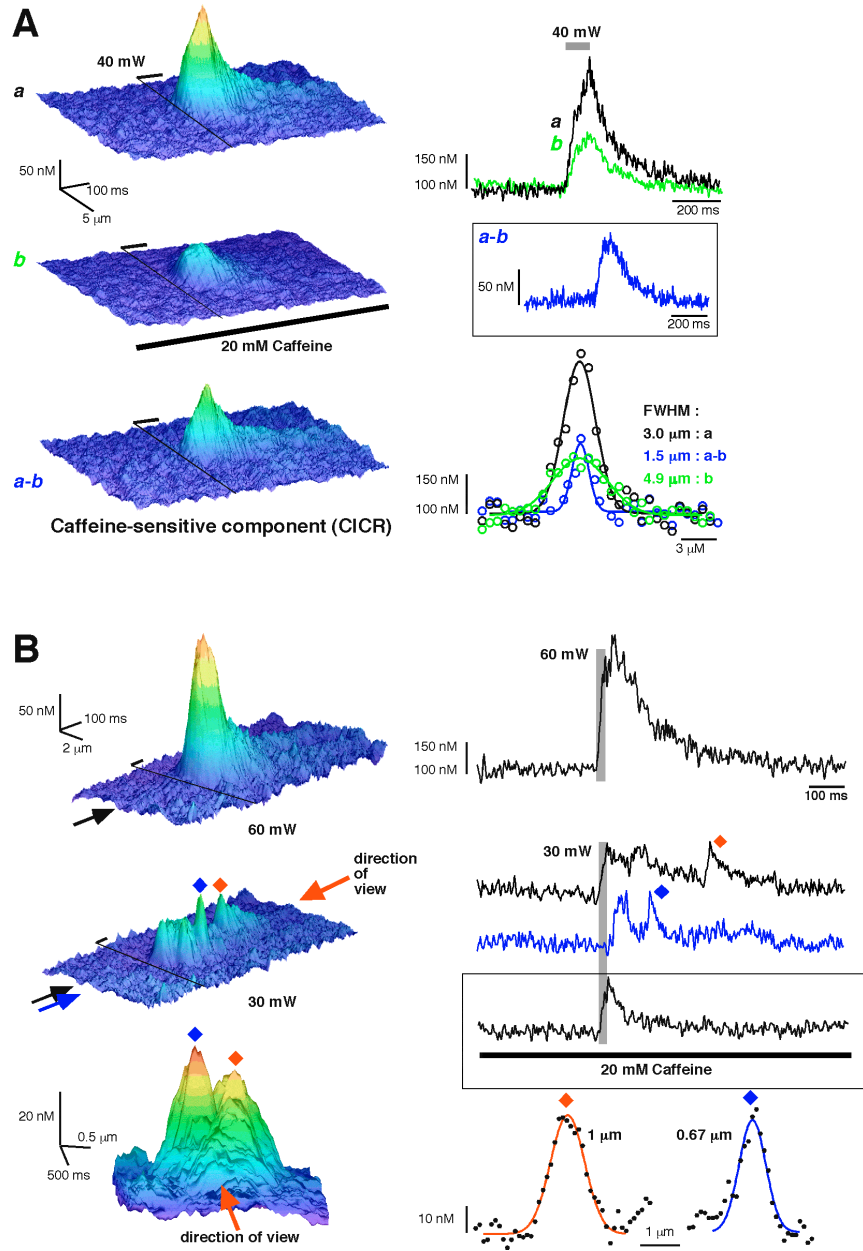 A
40 mW
a
50 nM
100 ms
5 µm
b
20 mM Caffeine
a-b
Caffeine-sensitive component (CICR)
40 mW
a
b
150 nM
100 nM
200 ms
a-b
50 nM
200 ms
FWHM :
3.0 µm : a
1.5 µm : a-b
4.9 µm : b
150 nM
100 nM
3 µM
B
50 nM
100 ms
2 µm
60 mW
direction
of
view
30 mW
20 nM
0.5 µm
500 ms
direction of view
60 mW
150 nM
100 nM
100 ms
30 mW
20 mM Caffeine
1 µm
0.67 µm
10 nM
1 µm